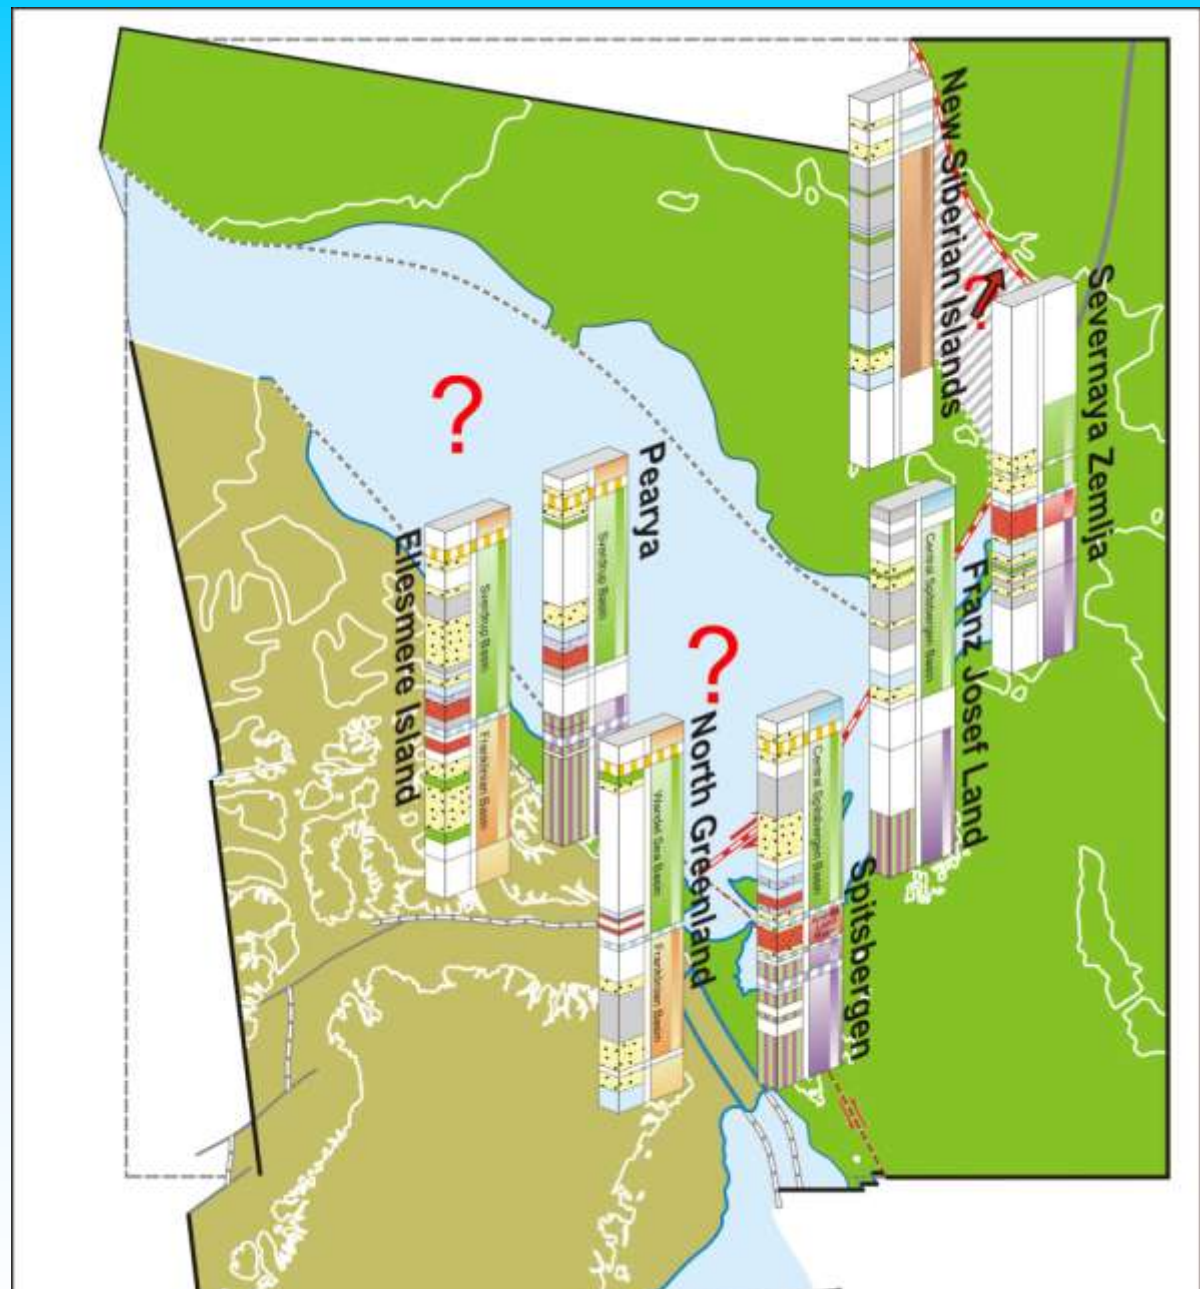 New Siberian Islands
Severnaya Zemlja
?
?
Pearya
Sverdrup Basin
Ellesmere Island
Sverdrup Basin
Franklinian Basin
Franz Josef Land
Central Spitsbergen Basin
?
North Greenland
Wandel Sea Basin
Franklinian Basin
Spitsbergen
Central Spitsbergen Basin